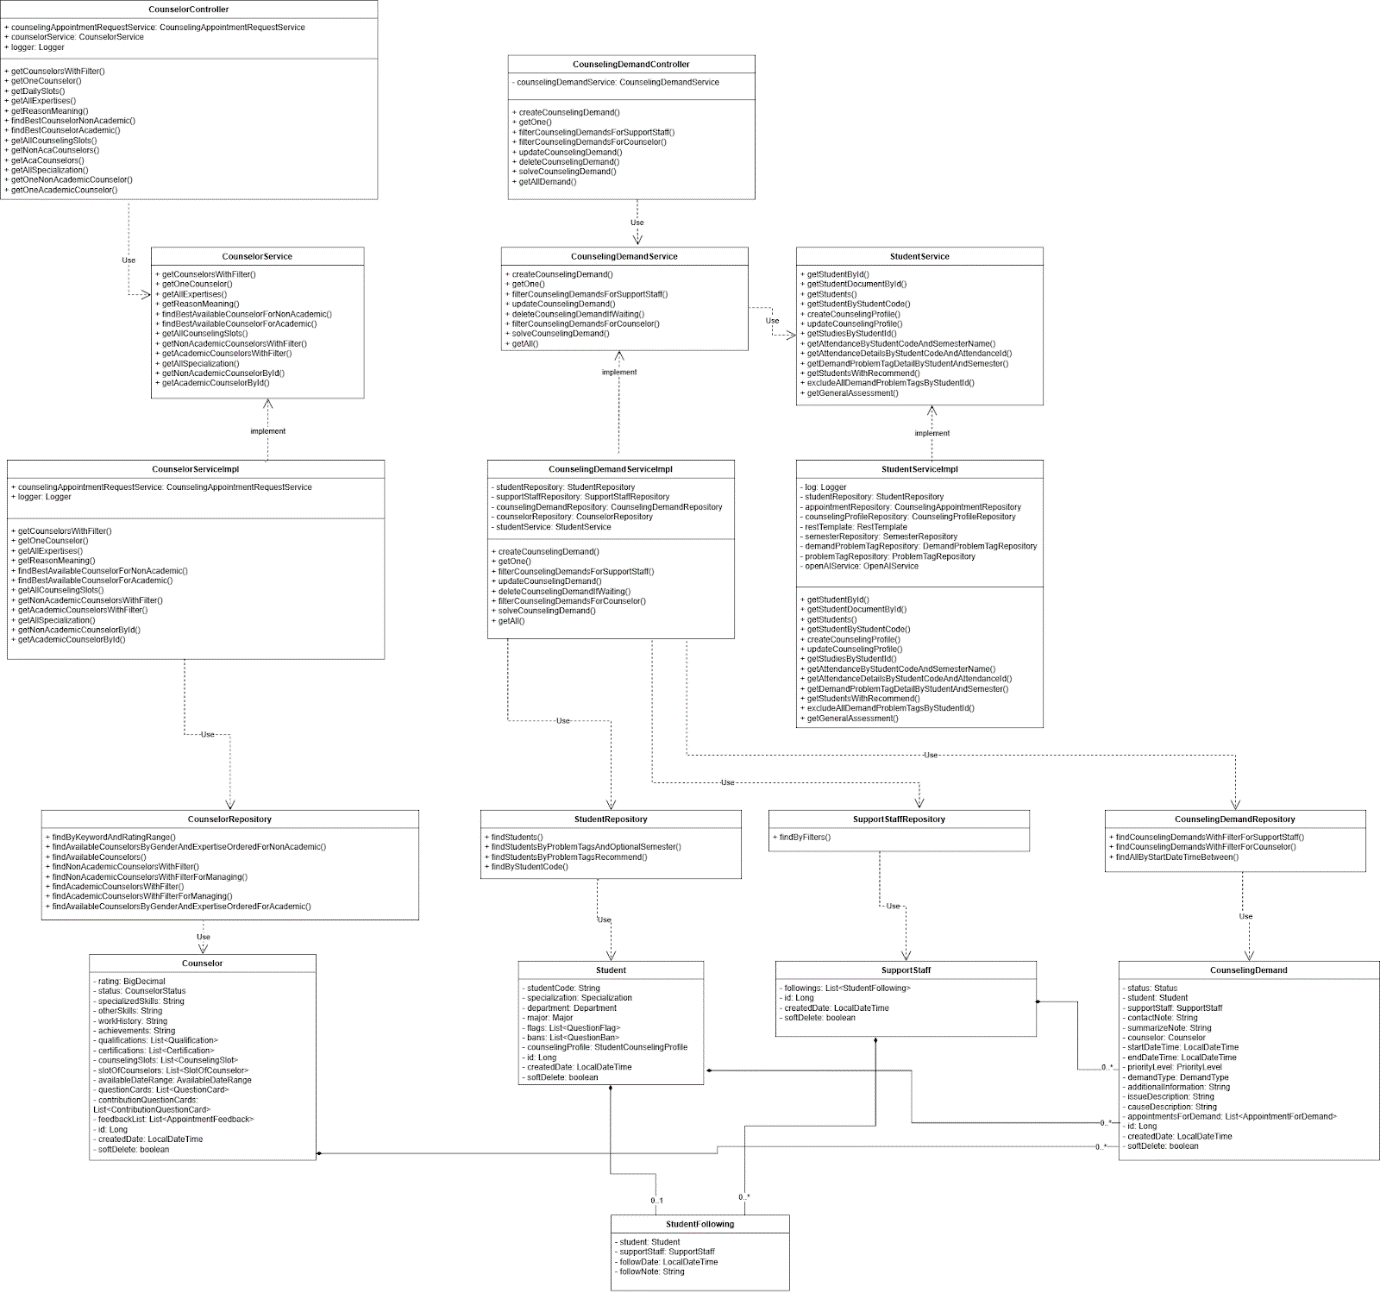 CounselorController
+ counselingAppointmentRequestService: CounselingAppointmentRequestService
+ counselorService: CounselorService
+ logger: Logger
+ getCounselorsWithFilter()
+ getOneCounselor()
+ getDailySlots()
+ getAllExpertises()
+ getReasonMeaning()
+ findBestCounselorNonAcademic()
+ findBestCounselorAcademic()
+ getAllCounselingSlots()
+ getNonAcaCounselors()
+ getAcaCounselors()
+ getAllSpecialization()
+ getOneNonAcademicCounselor()
+ getOneAcademicCounselor()
CounselingDemandController
- counselingDemandService: CounselingDemandService
+ createCounselingDemand()
+ getOne()
+ filterCounselingDemandsForSupportStaff()
+ filterCounselingDemandsForCounselor()
+ updateCounselingDemand()
+ deleteCounselingDemand()
+ solveCounselingDemand()
+ getAllDemand()
Use
Use
CounselorService
+ getCounselorsWithFilter()
+ getOneCounselor()
+ getAllExpertises()
+ getReasonMeaning()
+ findBestAvailableCounselorForNonAcademic()
+ findBestAvailableCounselorForAcademic()
+ getAllCounselingSlots()
+ getNonAcademicCounselorsWithFilter()
+ getAcademicCounselorsWithFilter()
+ getAllSpecialization()
+ getNonAcademicCounselorById()
+ getAcademicCounselorById()
CounselingDemandService
+ createCounselingDemand()
+ getOne()
+ filterCounselingDemandsForSupportStaff()
+ updateCounselingDemand()
+ deleteCounselingDemandIfWaiting()
+ filterCounselingDemandsForCounselor()
+ solveCounselingDemand()
+ getAll()
Use
StudentService
+ getStudentById()
+ getStudentDocumentById()
+ getStudents()
+ getStudentByStudentCode()
+ createCounselingProfile()
+ updateCounselingProfile()
+ getStudiesByStudentId()
+ getAttendanceByStudentCodeAndSemesterName()
+ getAttendanceDetailsByStudentCodeAndAttendanceId()
+ getDemandProblemTagDetailByStudentAndSemester()
+ getStudentsWithRecommend()
+ excludeAllDemandProblemTagsByStudentId()
+ getGeneralAssessment()
implement
implement
implement
CounselorServiceImpl
+ counselingAppointmentRequestService: CounselingAppointmentRequestService
+ logger: Logger
+ getCounselorsWithFilter()
+ getOneCounselor()
+ getAllExpertises()
+ getReasonMeaning()
+ findBestAvailableCounselorForNonAcademic()
+ findBestAvailableCounselorForAcademic()
+ getAllCounselingSlots()
+ getNonAcademicCounselorsWithFilter()
+ getAcademicCounselorsWithFilter()
+ getAllSpecialization()
+ getNonAcademicCounselorById()
+ getAcademicCounselorById()
CounselingDemandServiceImpl
- studentRepository: StudentRepository
- supportStaffRepository: SupportStaffRepository
- counselingDemandRepository: CounselingDemandRepository
- counselorRepository: CounselorRepository
- studentService: StudentService
+ createCounselingDemand()
+ getOne()
+ filterCounselingDemandsForSupportStaff()
+ updateCounselingDemand()
+ deleteCounselingDemandIfWaiting()
+ filterCounselingDemandsForCounselor()
+ solveCounselingDemand()
+ getAll()
StudentServiceImpl
- log: Logger
- studentRepository: StudentRepository
- appointmentRepository: CounselingAppointmentRepository
- counselingProfileRepository: CounselingProfileRepository
- restTemplate: RestTemplate
- semesterRepository: SemesterRepository
- demandProblemTagRepository: DemandProblemTagRepository
- problemTagRepository: ProblemTagRepository
- openAIService: OpenAIService
+ getStudentById()
+ getStudentDocumentById()
+ getStudents()
+ getStudentByStudentCode()
+ createCounselingProfile()
+ updateCounselingProfile()
+ getStudiesByStudentId()
+ getAttendanceByStudentCodeAndSemesterName()
+ getAttendanceDetailsByStudentCodeAndAttendanceId()
+ getDemandProblemTagDetailByStudentAndSemester()
+ getStudentsWithRecommend()
+ excludeAllDemandProblemTagsByStudentId()
+ getGeneralAssessment()
Use
Use
Use
Use
CounselorRepository
+ findByKeywordAndRatingRange()
+ findAvailableCounselorsByGenderAndExpertiseOrderedForNonAcademic()
+ findAvailableCounselors()
+ findNonAcademicCounselorsWithFilter()
+ findNonAcademicCounselorsWithFilterForManaging()
+ findAcademicCounselorsWithFilter()
+ findAcademicCounselorsWithFilterForManaging()
+ findAvailableCounselorsByGenderAndExpertiseOrderedForAcademic()
StudentRepository
+ findStudents()
+ findStudentsByProblemTagsAndOptionalSemester()
+ findStudentsByProblemTagsRecommend()
+ findByStudentCode()
SupportStaffRepository
+ findByFilters()
CounselingDemandRepository
+ findCounselingDemandsWithFilterForSupportStaff()
+ findCounselingDemandsWithFilterForCounselor()
+ findAllByStartDateTimeBetween()
Use
Use
Use
Use
Counselor
- rating: BigDecimal
- status: CounselorStatus
- specializedSkills: String
- otherSkills: String
- workHistory: String
- achievements: String
- qualifications: List<Qualification>
- certifications: List<Certification>
- counselingSlots: List<CounselingSlot>
- slotOfCounselors: List<SlotOfCounselor>
- availableDateRange: AvailableDateRange
- questionCards: List<QuestionCard>
- contributionQuestionCards:
List<ContributionQuestionCard>
- feedbackList: List<AppointmentFeedback>
- id: Long
- createdDate: LocalDateTime
- softDelete: boolean
Student
- studentCode: String
- specialization: Specialization
- department: Department
- major: Major
- flags: List<QuestionFlag>
- bans: List<QuestionBan>
- counselingProfile: StudentCounselingProfile
- id: Long
- createdDate: LocalDateTime
- softDelete: boolean
SupportStaff
- followings: List<StudentFollowing>
- id: Long
- createdDate: LocalDateTime
- softDelete: boolean
CounselingDemand
- status: Status
- student: Student
- supportStaff: SupportStaff
- contactNote: String
- summarizeNote: String
- counselor: Counselor
- startDateTime: LocalDateTime
- endDateTime: LocalDateTime
- priorityLevel: PriorityLevel
- demandType: DemandType
- additionalInformation: String
- issueDescription: String
- causeDescription: String
- appointmentsForDemand: List<AppointmentForDemand>
- id: Long
- createdDate: LocalDateTime
- softDelete: boolean
0..*
0..*
0..*
0..1
0..*
StudentFollowing
- student: Student
- supportStaff: SupportStaff
- followDate: LocalDateTime
- followNote: String